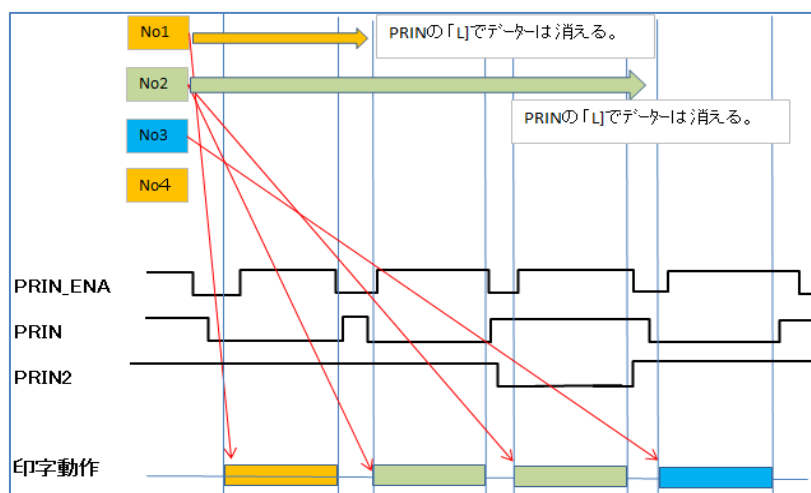 No1
PRINの「L]でデーターは消える。
No2
PRINの「L]でデーターは消える。
No3
No４
PRIN_ENA
PRIN
PRIN2
印字動作